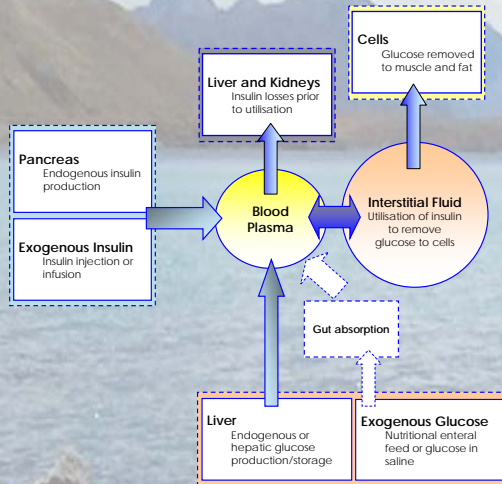 Cells
Glucose removed
to muscle and fat
Liver and Kidneys
Insulin losses prior
to utilisation
Pancreas
Endogenous insulin
production
Exogenous Insulin
Insulin injection or
infusion
Blood
Plasma
Interstitial Fluid
Utilisation of insulin
to remove
glucose to cells
Gut absorption
Liver
Endogenous or
hepatic glucose
production/storage
Exogenous Glucose
Nutritional enteral
feed or glucose in
saline